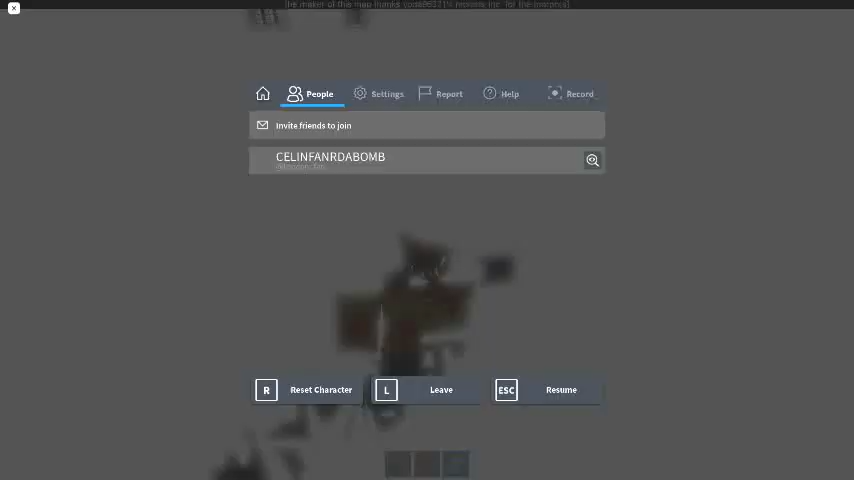 People
Settings
Report
Help
Record
Invite friends to join
CELINFANRDABOMB
R
Reset Character
L
Leave
ESC
Resume